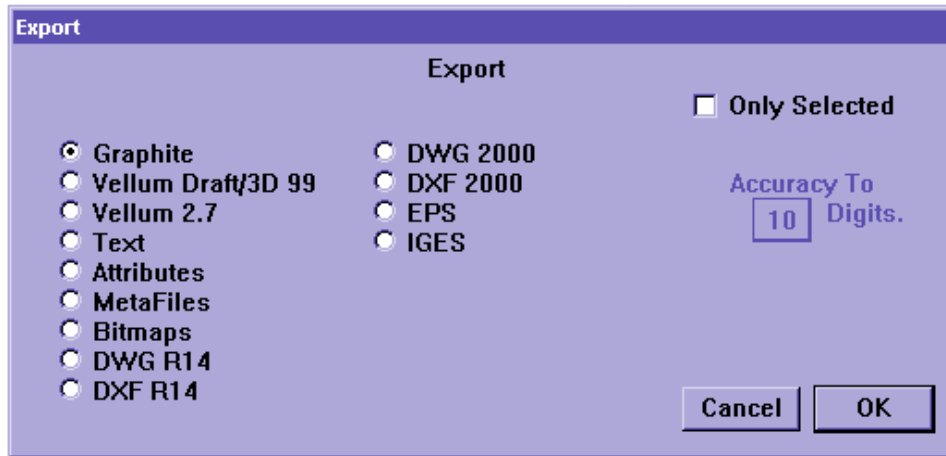 Export
Export
Only Selected
Graphite
Vellum Draft/3D 99
Vellum 2.7
Text
Attributes
MetaFiles
Bitmaps
DWG R14
DXF R14
DWG 2000
DXF 2000
EPS
IGES
Accuracy To
10 Digits.
Cancel
OK